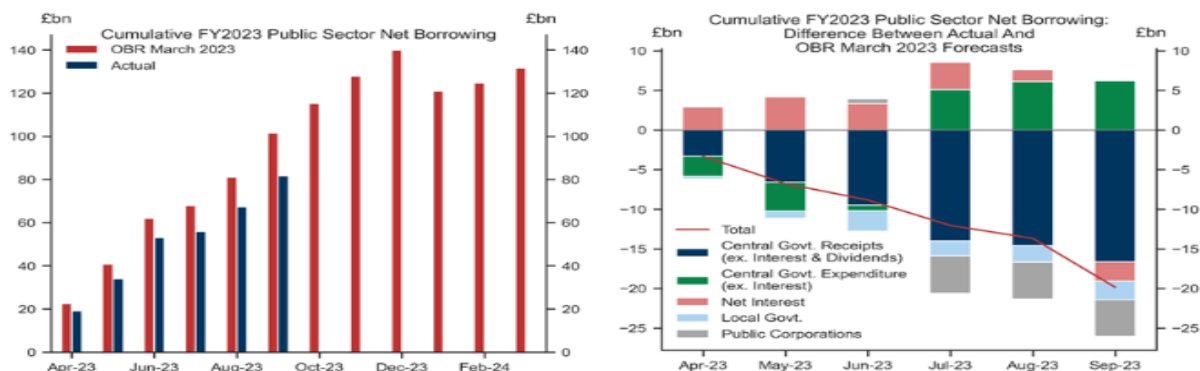 £bn
£bn
Cumulative FY2023 Public Sector Net Borrowing
140
120
100
80
60
40
20
0
140
120
100
80
60
40
20
0
OBR March 2023
Actual
Apr-23
Jun-23
Aug-23
Oct-23
Dec-23
Feb-24
Cumulative FY2023 Public Sector Net Borrowing:
£bn
Difference Between Actual And
£bn
OBR March 2023 Forecasts
10
5
0
−5
−10
−15
−20
−25
10
5
0
−5
−10
−15
−20
−25
Total
Central Govt. Receipts
(ex. Interest & Dividends)
Central Govt. Expenditure
(ex. Interest)
Net Interest
Local Govt.
Public Corporations
Apr-23
May-23
Jun-23
Jul-23
Aug-23
Sep-23